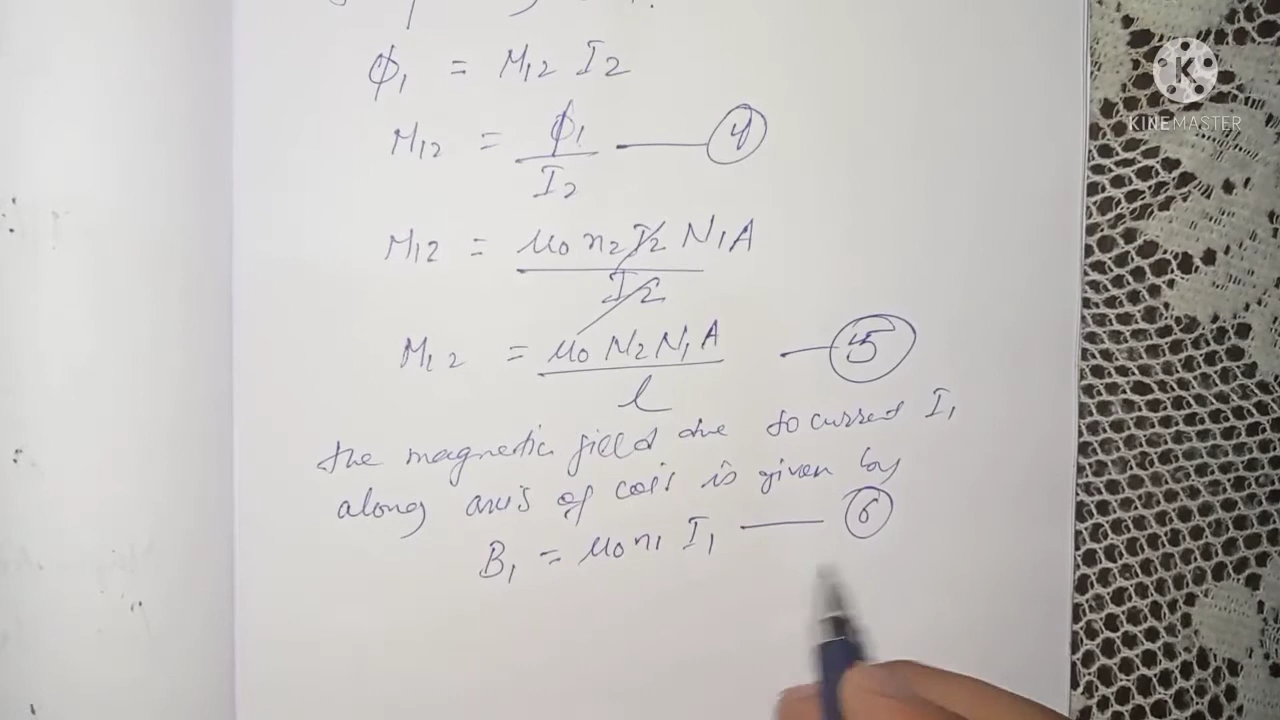 ϕ₁ = M₁₂ I₂
M₁₂ = ϕ₁ / I₂ —— (4)
M₁₂ = μ₀ n₂ I₂ N₁ A / I₂
M₁₂ = μ₀ N₂ N₁ A / l —— (5)
the magnetic field due to current I₁
along axis of coil is given by
B₁ = μ₀ n₁ I₁ —— (6)
K
KINEMASTER